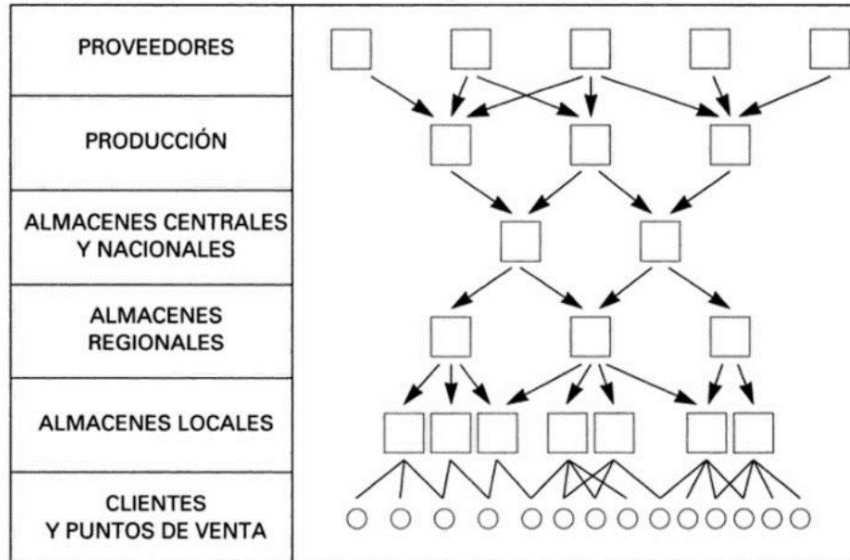 PROVEEDORES
PRODUCCIÓN
ALMACENES CENTRALES
Y NACIONALES
ALMACENES
REGIONALES
ALMACENES LOCALES
CLIENTES
Y PUNTOS DE VENTA